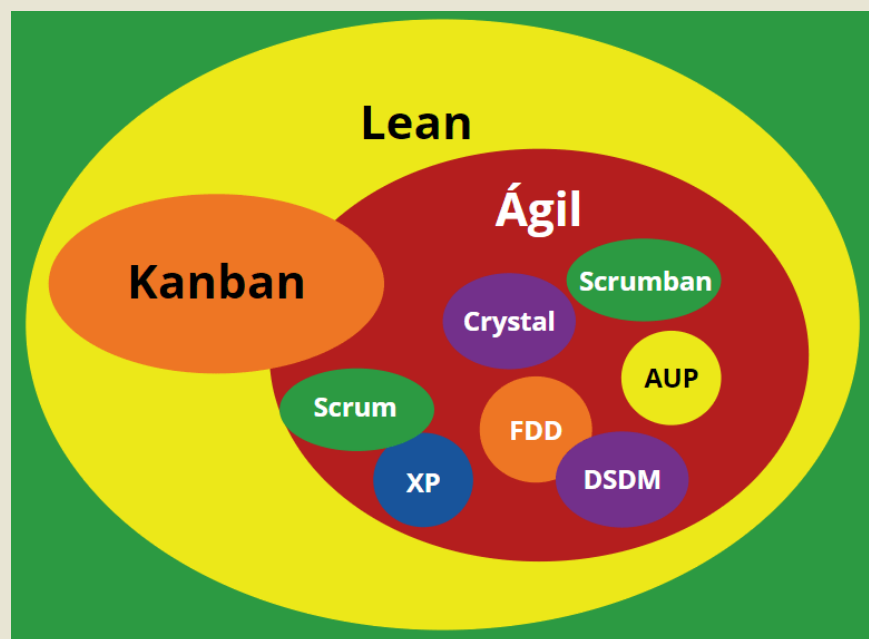 Lean
Ágil
Kanban
Scrumban
Crystal
AUP
Scrum
FDD
XP
DSDM